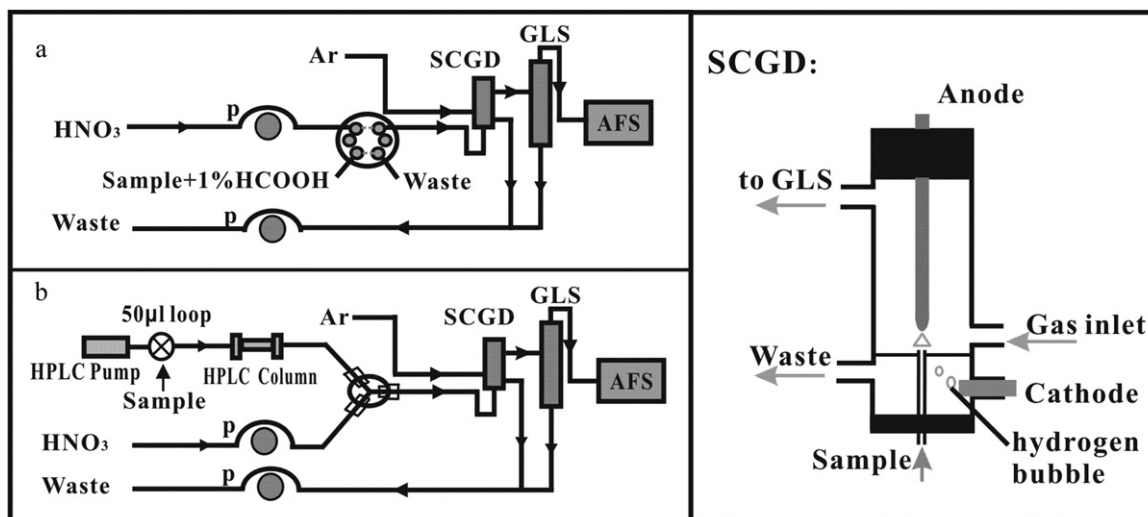 a
Ar
SCGD
GLS
HNO₃
p
AFS
Sample+1%HCOOH
Waste
Waste
p
b
50μl loop
Ar
SCGD
GLS
HPLC Pump
HPLC Column
Sample
AFS
HNO₃
p
Waste
p
SCGD:
Anode
to GLS
Gas inlet
Waste
Cathode
Sample
hydrogen
bubble